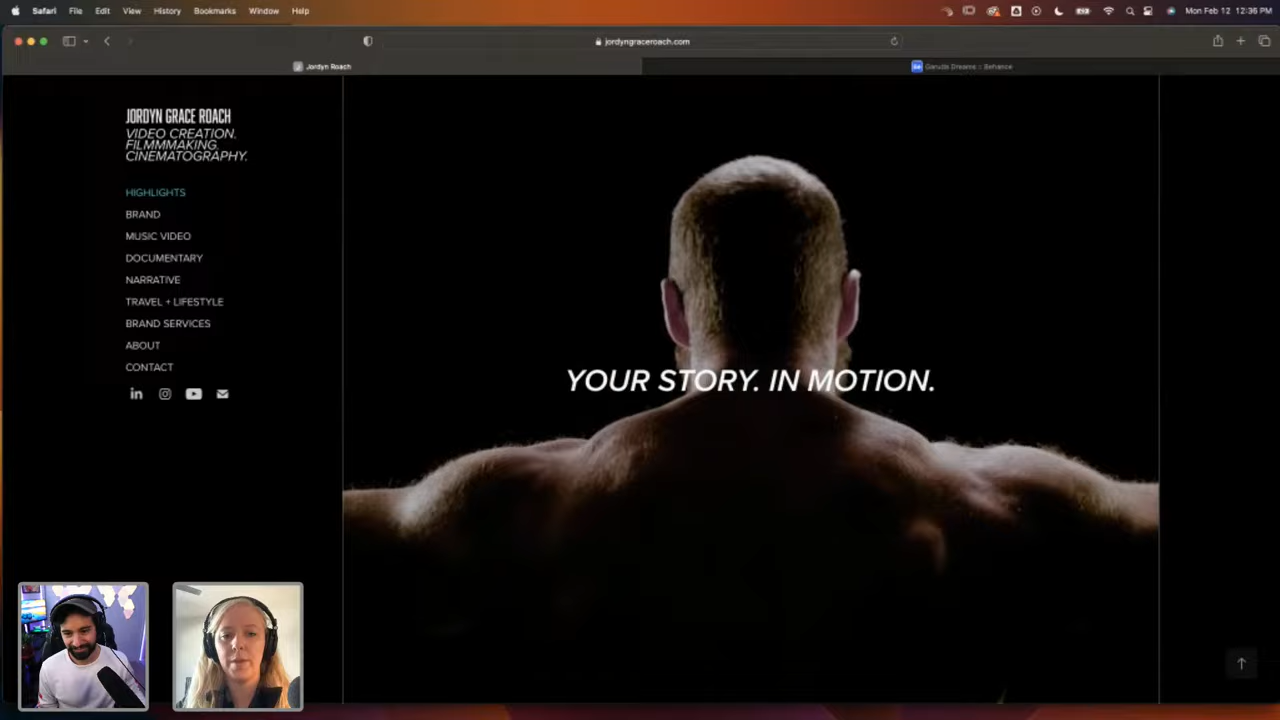 Safari File Edit View History Bookmarks Window Help Mon Feb 12 12:36 PM
jordyngraceroach.com
Jordyn Roach
:: Behance
JORDYN GRACE ROACH
VIDEO CREATION.
FILMMMAKING.
CINEMATOGRAPHY.
HIGHLIGHTS
BRAND
MUSIC VIDEO
DOCUMENTARY
NARRATIVE
TRAVEL + LIFESTYLE
BRAND SERVICES
ABOUT
CONTACT
YOUR STORY. IN MOTION.